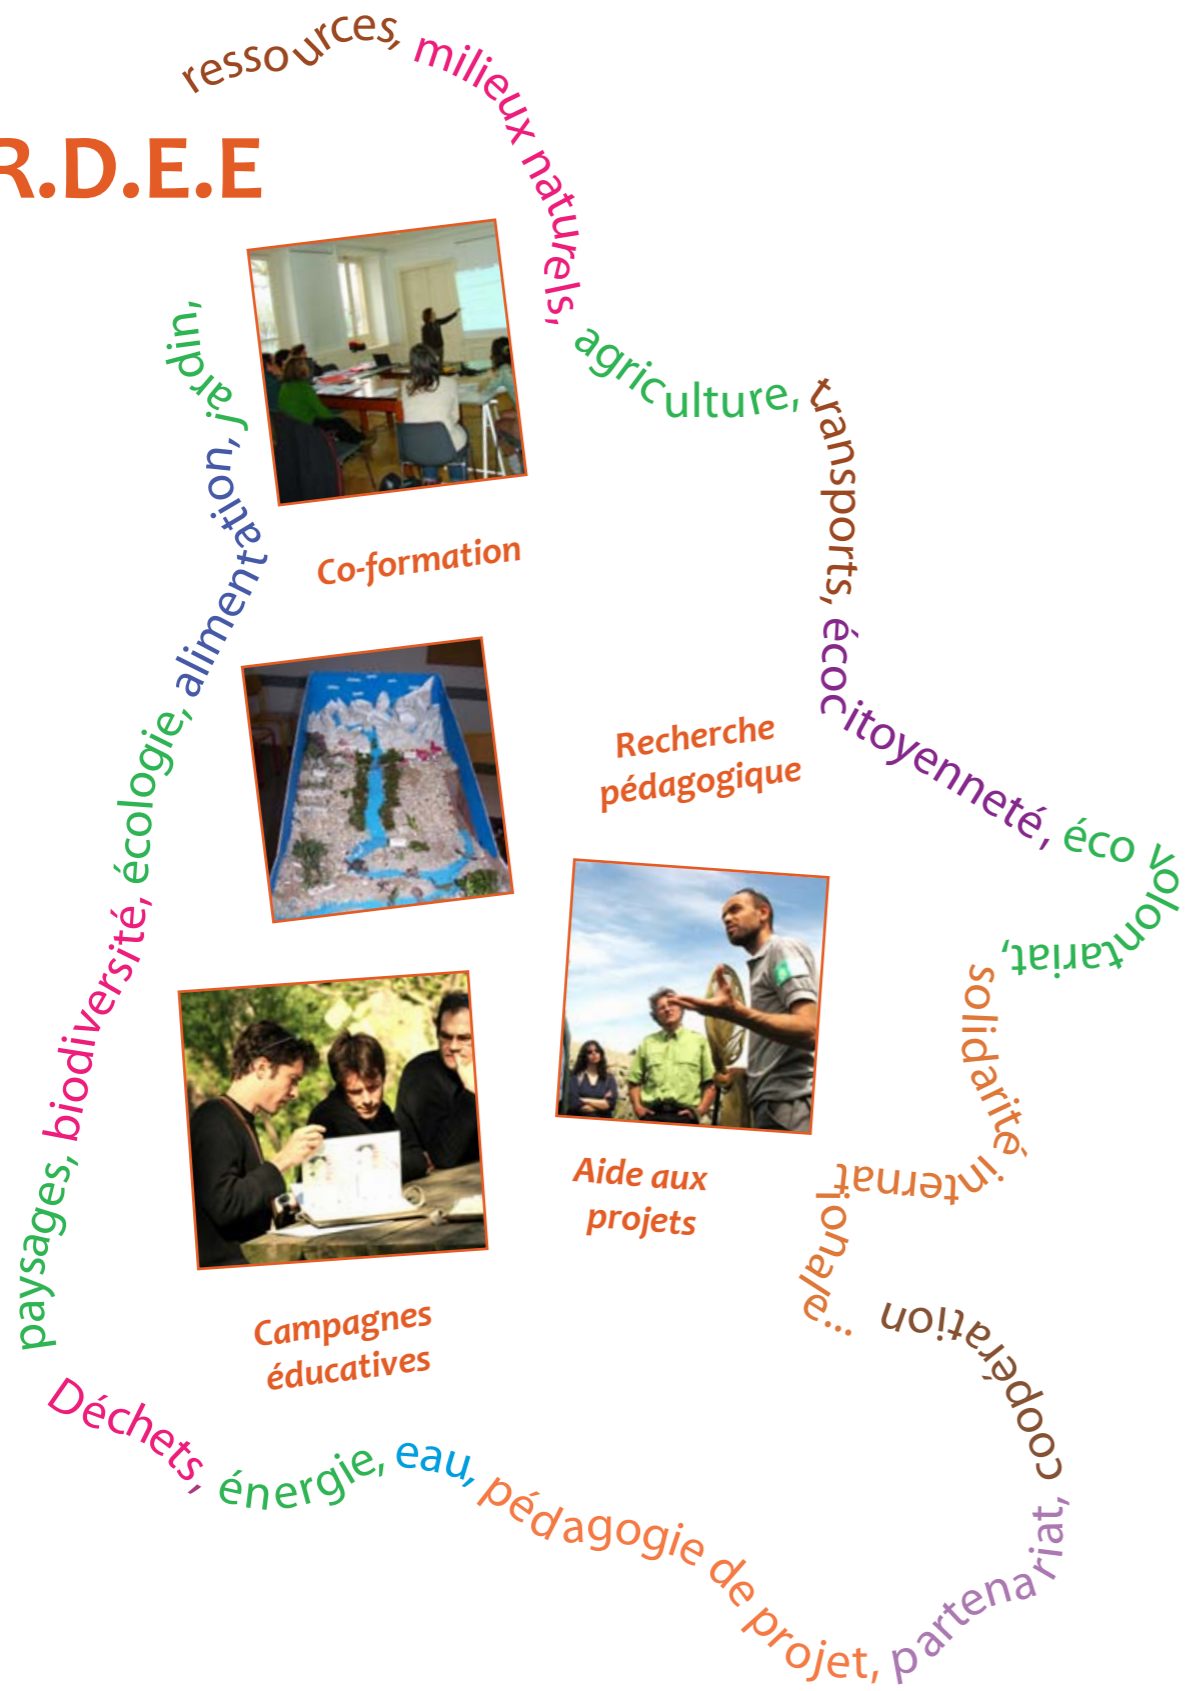 ressources, milieux naturels, agriculture, transports, écocitoyenneté, éco volontariat, solidarité internationale...
R.D.E.E
Co-formation
Recherche
pédagogique
Aide aux
projets
Campagnes
éducatives
paysages, biodiversité, écologie, alimentation, jardin,
Déchets, énergie, eau, pédagogie de projet, partenariat, coopération